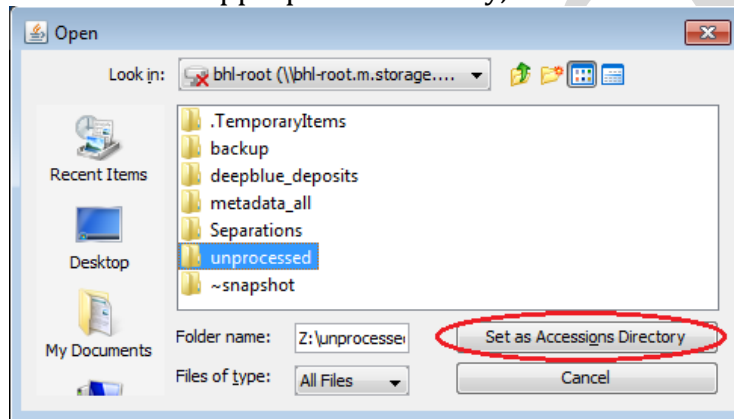 Open
Look in:
bhl-root (\\bhl-root.m.storage....
.TemporaryItems
backup
deepblue_deposits
metadata_all
Separations
unprocessed
~snapshot
Recent Items
Desktop
My Documents
Folder name:
Z:\unprocesse
Set as Accessions Directory
Files of type:
All Files
Cancel